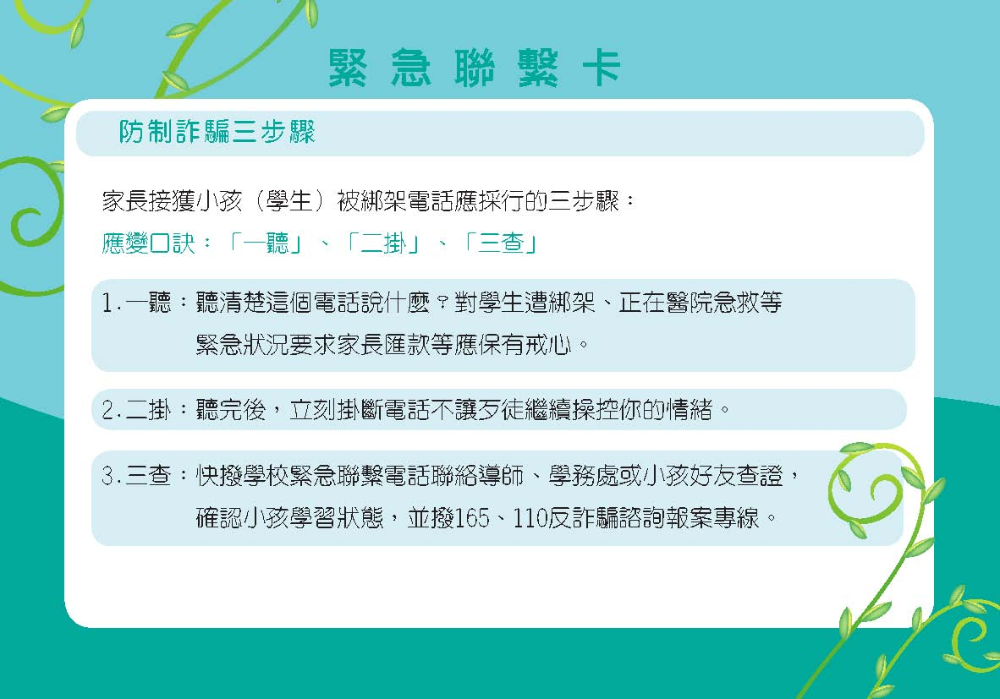 緊急聯繫卡
防制詐騙三步驟
家長接獲小孩（學生）被綁架電話應採行的三步驟：
應變口訣：「一聽」、「二掛」、「三查」
1.一聽：聽清楚這個電話說什麼？對學生遭綁架、正在醫院急救等
緊急狀況要求家長匯款等應保有戒心。
2.二掛：聽完後，立刻掛斷電話不讓歹徒繼續操控你的情緒。
3.三查：快撥學校緊急聯繫電話聯絡導師、學務處或小孩好友查證，
確認小孩學習狀態，並撥165、110反詐騙諮詢報案專線。